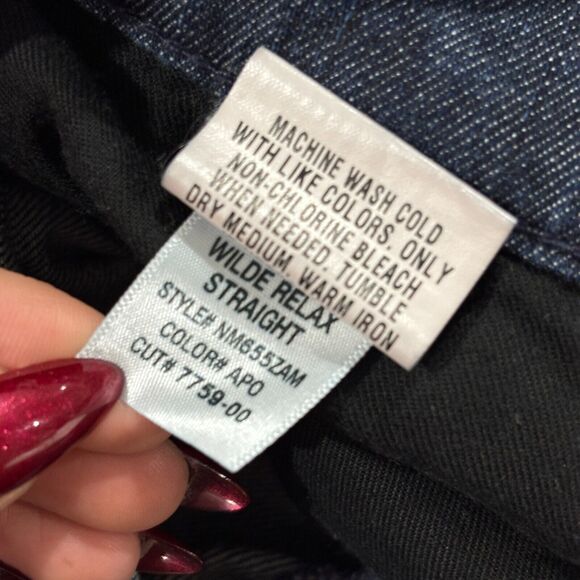 MACHINE WASH COLD
WITH LIKE COLORS, ONLY
NON-CHLORINE BLEACH
WHEN NEEDED. TUMBLE
DRY MEDIUM, WARM IRON
WILDE RELAX
STRAIGHT
STYLE# NM655ZAM
COLOR# APO
CUT# 7759-00